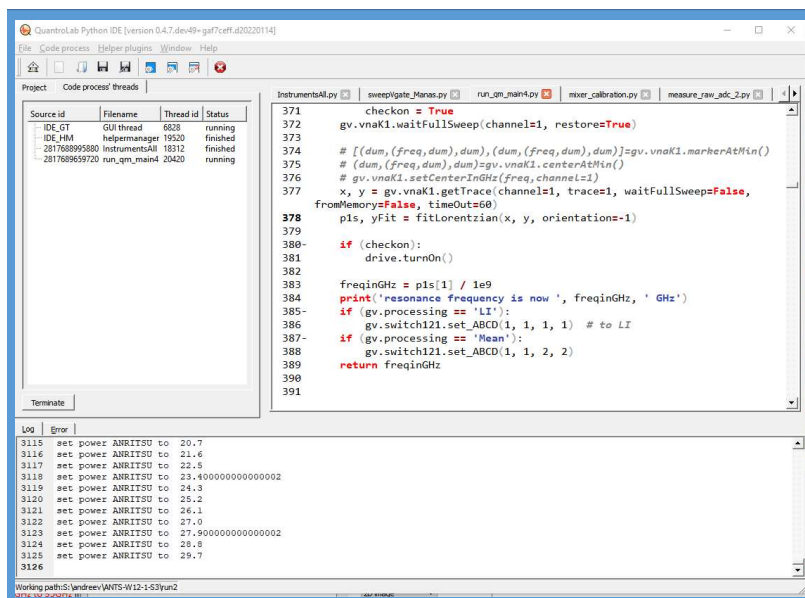 QuantroLab Python IDE [version 0.4.7.dev49+gaf7ceff.d20220114]
File Code process Helper plugins Window Help
Project Code process' threads
Source id Filename Thread id Status
IDE_GT GUI thread 6828 running
IDE_HM helpermanager 19520 finished
2817688995880 InstrumentsAll 18312 finished
2817689659720 run_qm_main4 20420 running
Terminate
InstrumentsAll.py sweepVgate_Manas.py run_qm_main4.py mixer_calibration.py measure_raw_adc_2.py
371 checkon = True
372 gv.vnaK1.waitFullSweep(channel=1, restore=True)
373
374 # [(dum,(freq,dum),dum),(dum,(freq,dum),dum)]=gv.vnaK1.markerAtMin()
375 # (dum,(freq,dum),dum)=gv.vnaK1.centerAtMin()
376 # gv.vnaK1.setCenterInGHz(freq,channel=1)
377 x, y = gv.vnaK1.getTrace(channel=1, trace=1, waitFullSweep=False,
fromMemory=False, timeOut=60)
378 p1s, yFit = fitLorentzian(x, y, orientation=-1)
379
380- if (checkon):
381 drive.turnOn()
382
383 freqinGHz = p1s[1] / 1e9
384 print('resonance frequency is now ', freqinGHz, ' GHz')
385- if (gv.processing == 'LI'):
386 gv.switch121.set_ABCD(1, 1, 1, 1) # to LI
387- if (gv.processing == 'Mean'):
388 gv.switch121.set_ABCD(1, 1, 2, 2)
389 return freqinGHz
390
391
Log Error
3115 set power ANRITSU to 20.7
3116 set power ANRITSU to 21.6
3117 set power ANRITSU to 22.5
3118 set power ANRITSU to 23.400000000000002
3119 set power ANRITSU to 24.3
3120 set power ANRITSU to 25.2
3121 set power ANRITSU to 26.1
3122 set power ANRITSU to 27.0
3123 set power ANRITSU to 27.900000000000002
3124 set power ANRITSU to 28.8
3125 set power ANRITSU to 29.7
3126
Working path:S:\andreev\ANTS-W12-1-S3\run2